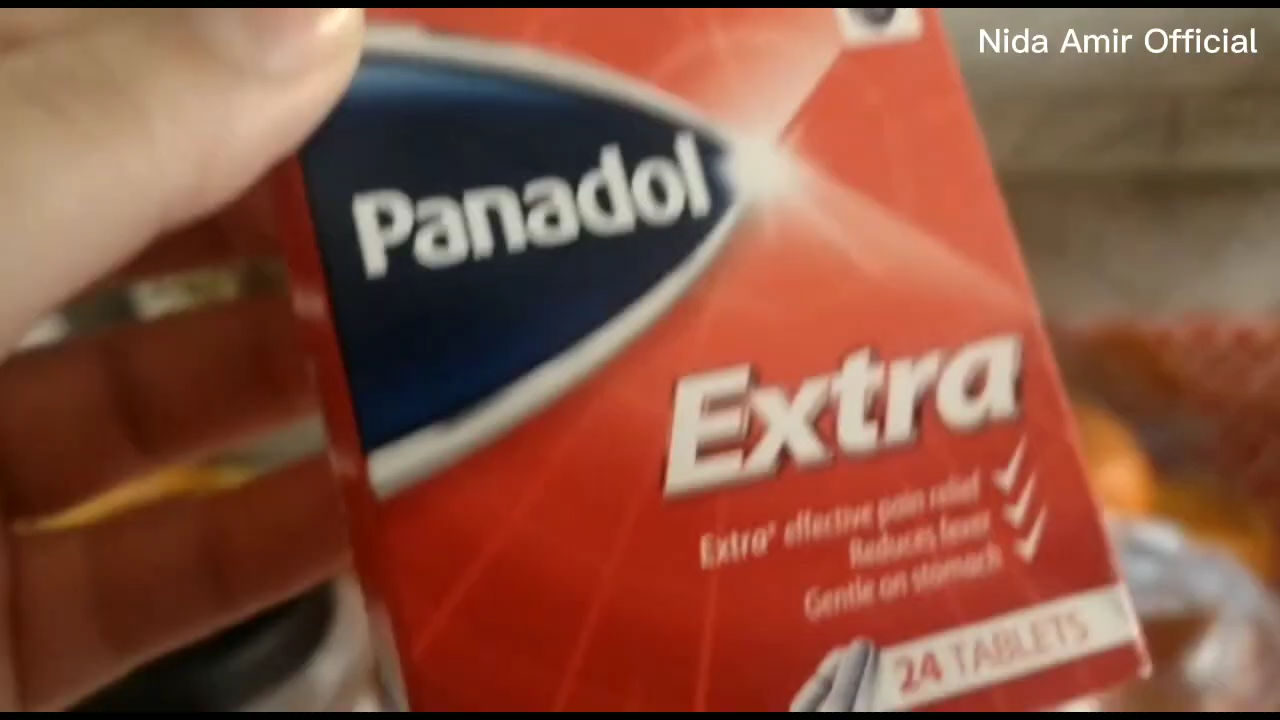 Nida Amir Official
Panadol
Extra
Extra+ effective pain relief
Reduces fever
Gentle on stomach
24 TABLETS